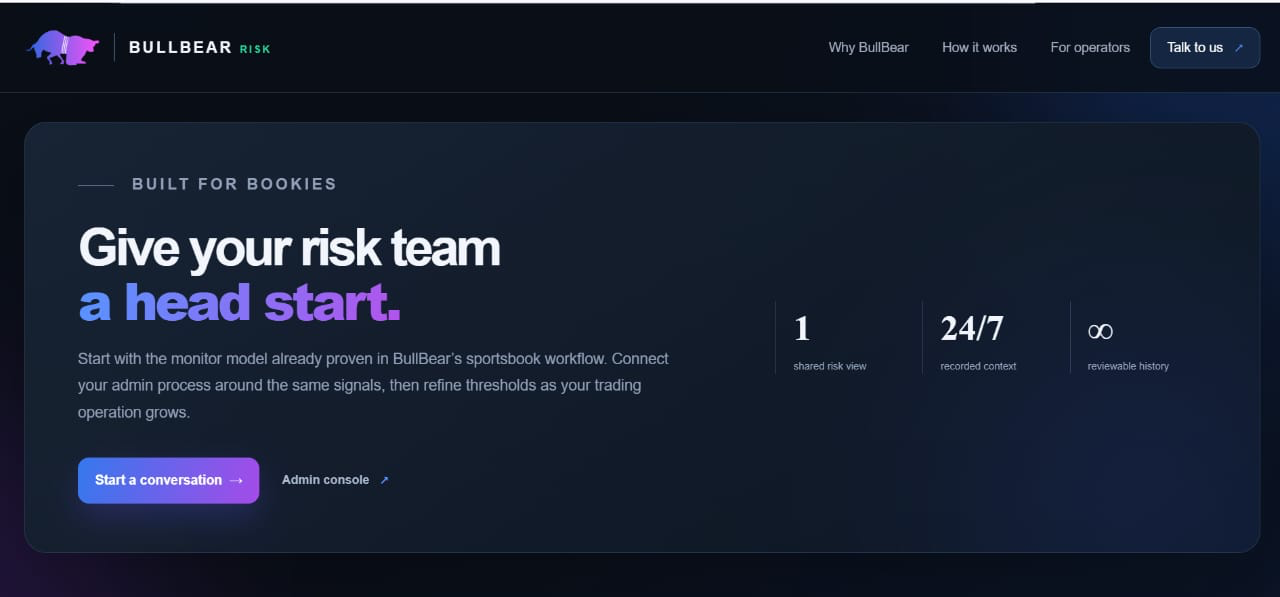 BULLBEAR RISK
Why BullBear
How it works
For operators
Talk to us ↗
BUILT FOR BOOKIES
Give your risk team
a head start.
Start with the monitor model already proven in BullBear's sportsbook workflow. Connect
your admin process around the same signals, then refine thresholds as your trading
operation grows.
Start a conversation →
Admin console ↗
1
shared risk view
24/7
recorded context
∞
reviewable history